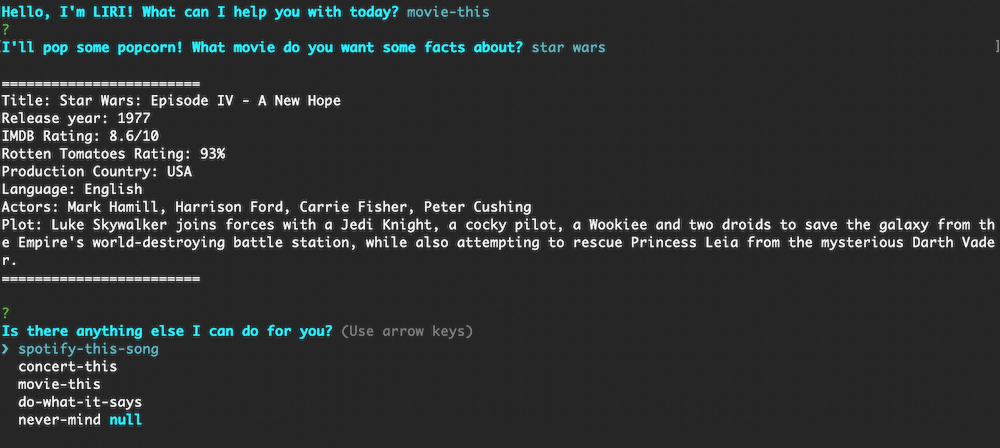 Hello, I'm LIRI! What can I help you with today? movie-this
?
I'll pop some popcorn! What movie do you want some facts about? star wars
=========================
Title: Star Wars: Episode IV - A New Hope
Release year: 1977
IMDB Rating: 8.6/10
Rotten Tomatoes Rating: 93%
Production Country: USA
Language: English
Actors: Mark Hamill, Harrison Ford, Carrie Fisher, Peter Cushing
Plot: Luke Skywalker joins forces with a Jedi Knight, a cocky pilot, a Wookiee and two droids to save the galaxy from th
e Empire's world-destroying battle station, while also attempting to rescue Princess Leia from the mysterious Darth Vade
r.
=========================
?
Is there anything else I can do for you? (Use arrow keys)
❯ spotify-this-song
concert-this
movie-this
do-what-it-says
never-mind null